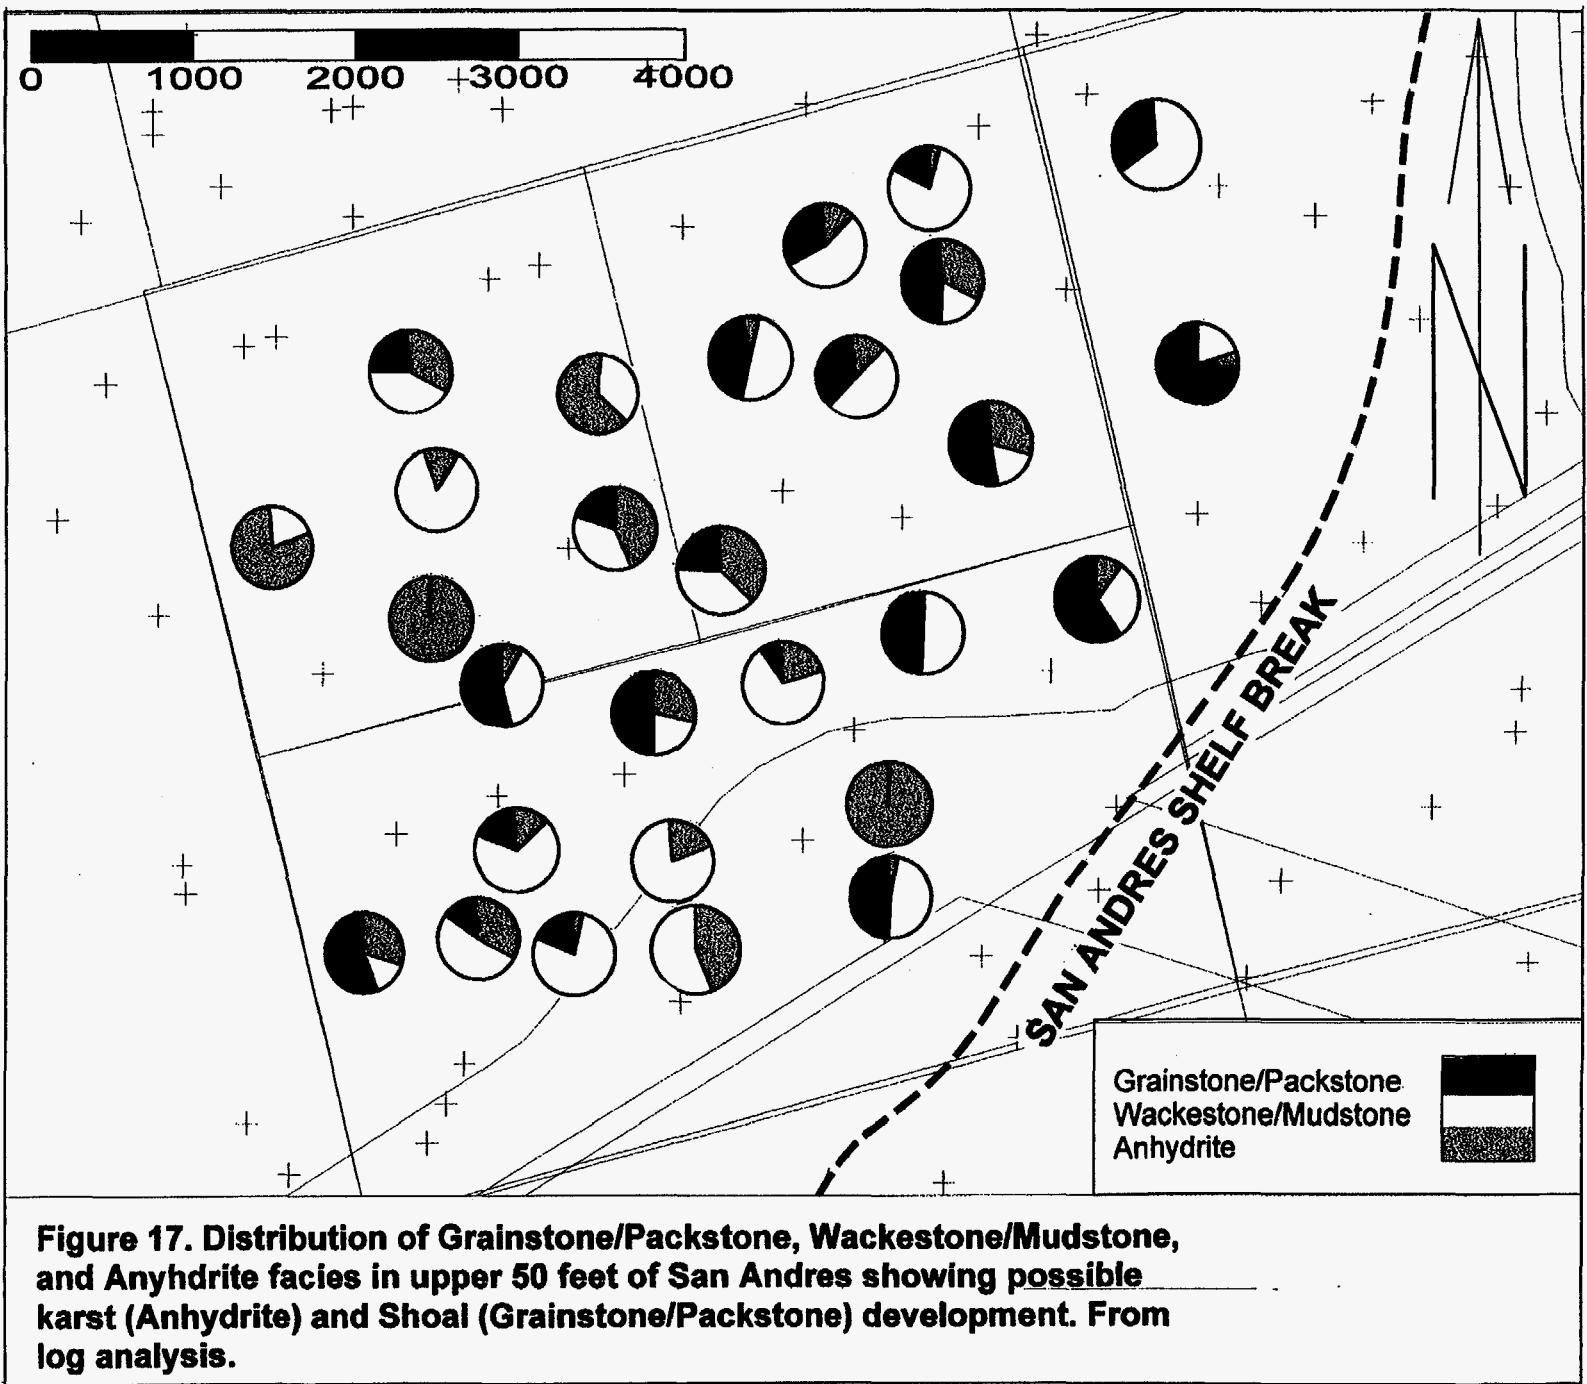 0 1000 2000 3000 4000
N
SAN ANDRES SHELF BREAK
Grainstone/Packstone
Wackestone/Mudstone
Anhydrite
Figure 17. Distribution of Grainstone/Packstone, Wackestone/Mudstone,
and Anyhdrite facies in upper 50 feet of San Andres showing possible
karst (Anhydrite) and Shoal (Grainstone/Packstone) development. From
log analysis.